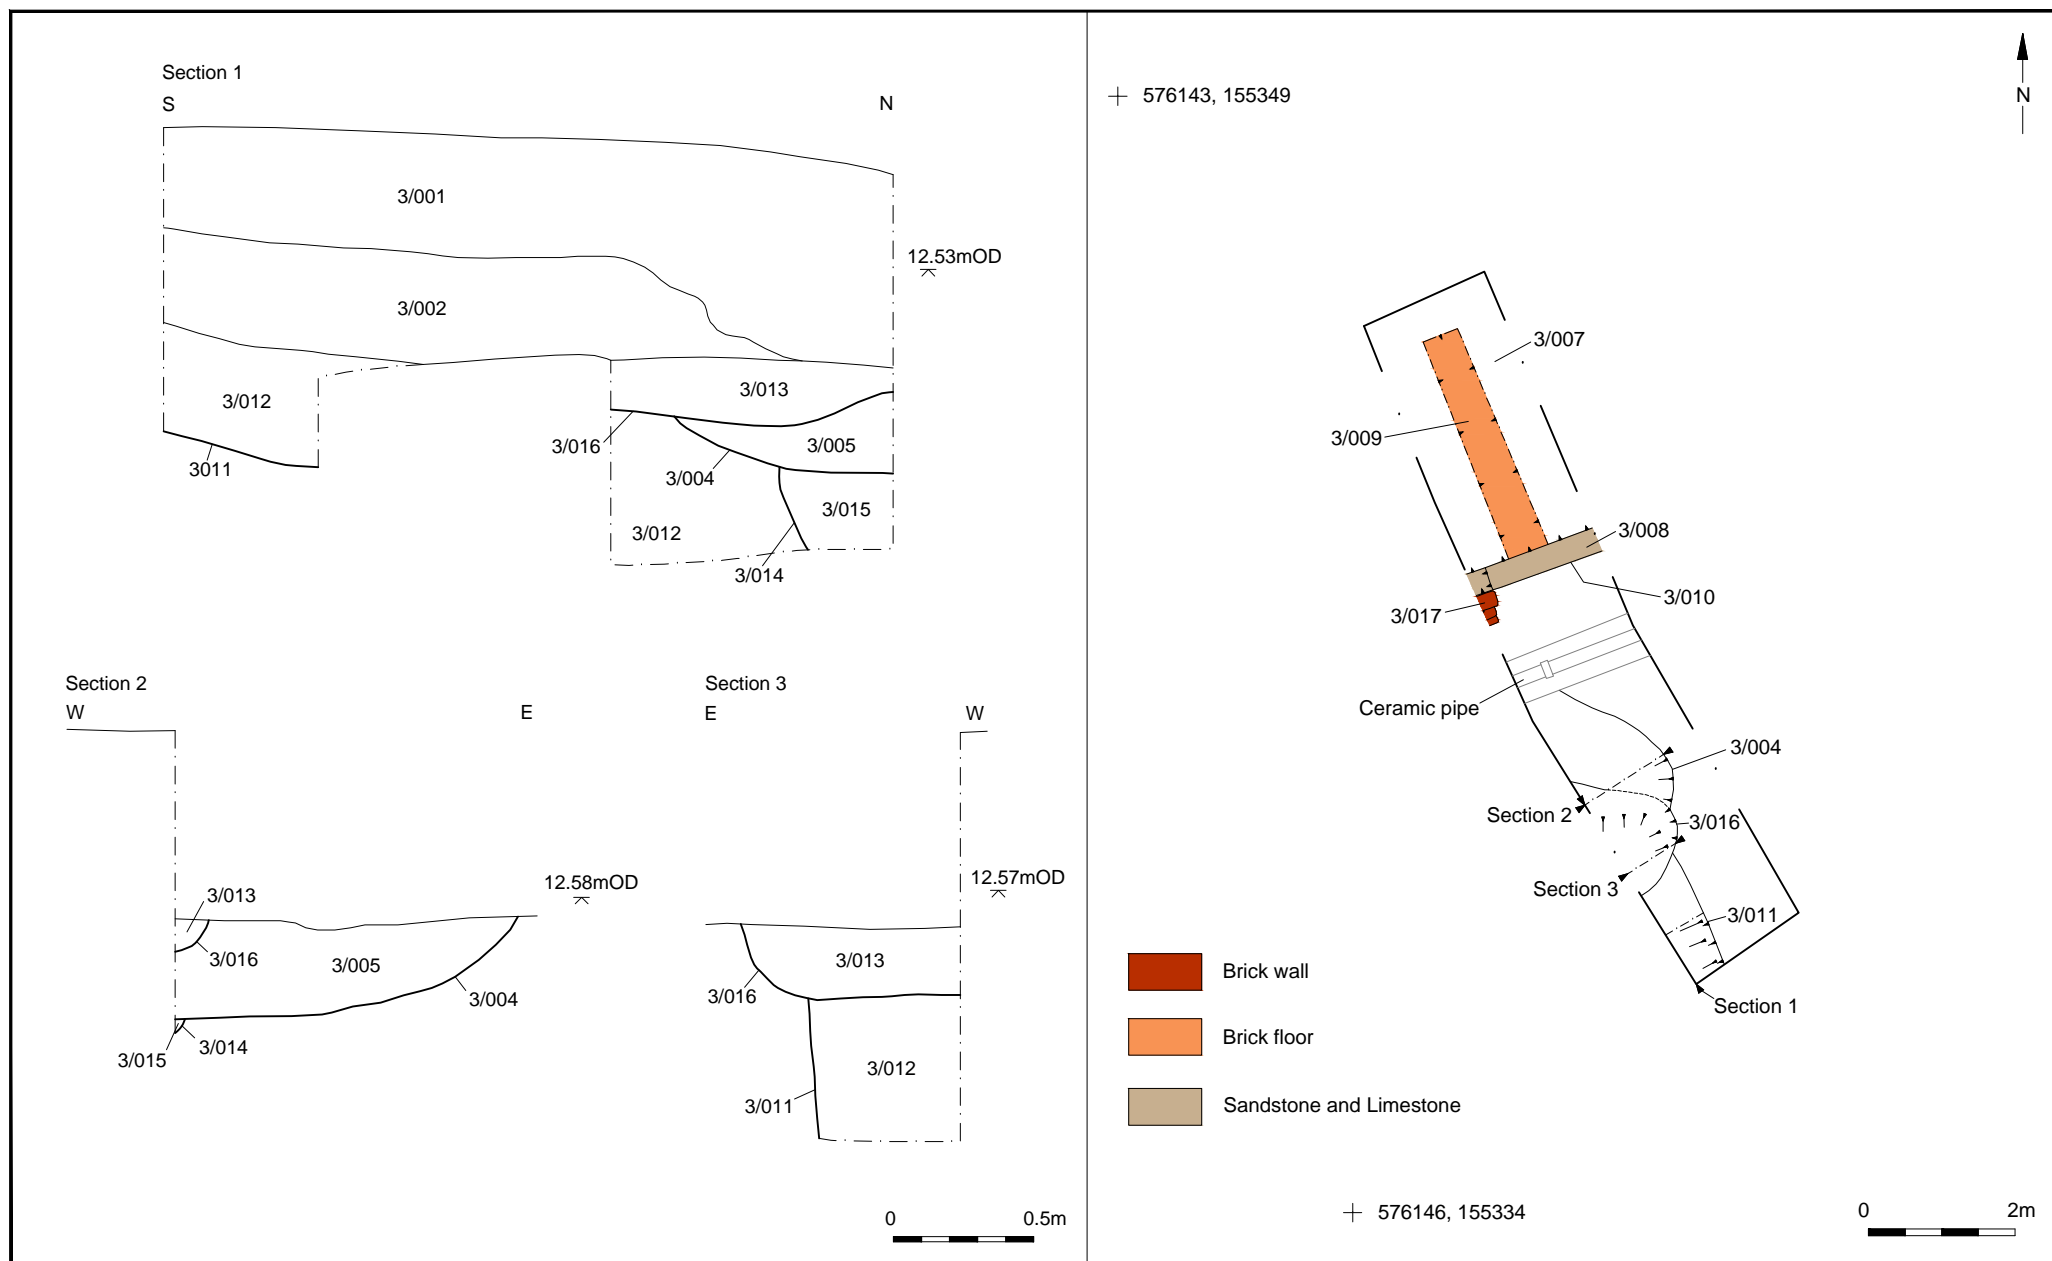 Section 1
S
N
3/001
12.53mOD
3/002
3/013
3/012
3/005
3/016
3011
3/004
3/015
3/012
3/014
Section 2
W
E
3/013
12.58mOD
3/016
3/005
3/004
3/014
3/015
Section 3
E
W
12.57mOD
3/013
3/016
3/012
3/011
0
0.5m
576143, 155349
N
3/007
3/009
3/008
3/010
3/017
Ceramic pipe
3/004
Section 2
3/016
Section 3
3/011
Section 1
Brick wall
Brick floor
Sandstone and Limestone
576146, 155334
0
2m